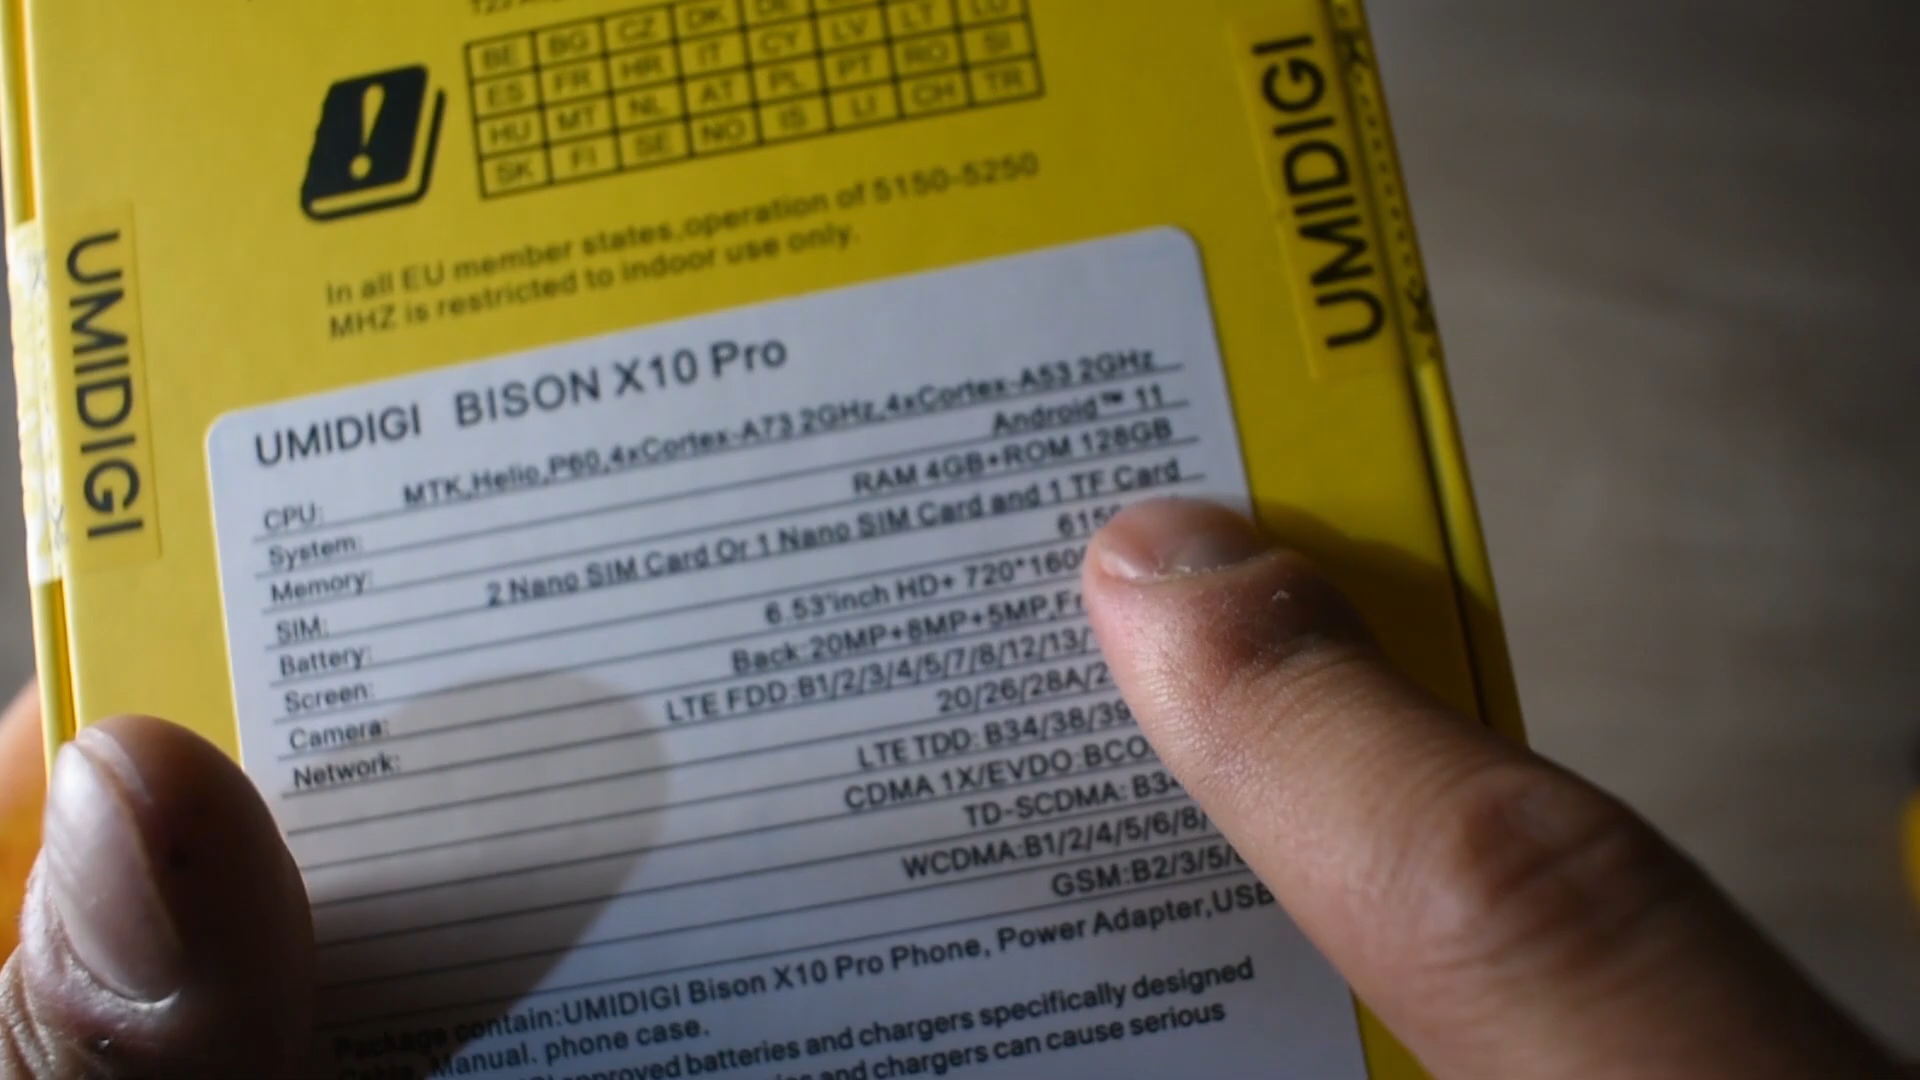 BE BG CZ DK DE
ES FR HR IT CY LV LT LU
HU MT NL AT PL PT RO SI
SK FI SE NO IS LI CH TR
In all EU member states,operation of 5150-5250
MHZ is restricted to indoor use only.
UMIDIGI
UMIDIGI
UMIDIGI BISON X10 Pro
CPU: MTK,Helio,P60,4xCortex-A73 2GHz,4xCortex-A53 2GHz
System: Android™ 11
Memory: RAM 4GB+ROM 128GB
SIM: 2 Nano SIM Card Or 1 Nano SIM Card and 1 TF Card
Battery: 615
Screen: 6.53"inch HD+ 720*160
Camera: Back:20MP+8MP+5MP,Fr
Network: LTE FDD:B1/2/3/4/5/7/8/12/13/
20/26/28A/2
LTE TDD: B34/38/39
CDMA 1X/EVDO:BC0
TD-SCDMA: B34
WCDMA:B1/2/4/5/6/8/
GSM:B2/3/5/
Package contain:UMIDIGI Bison X10 Pro Phone, Power Adapter,USB
Cable, Manual. phone case.
approved batteries and chargers specifically designed
and chargers can cause serious